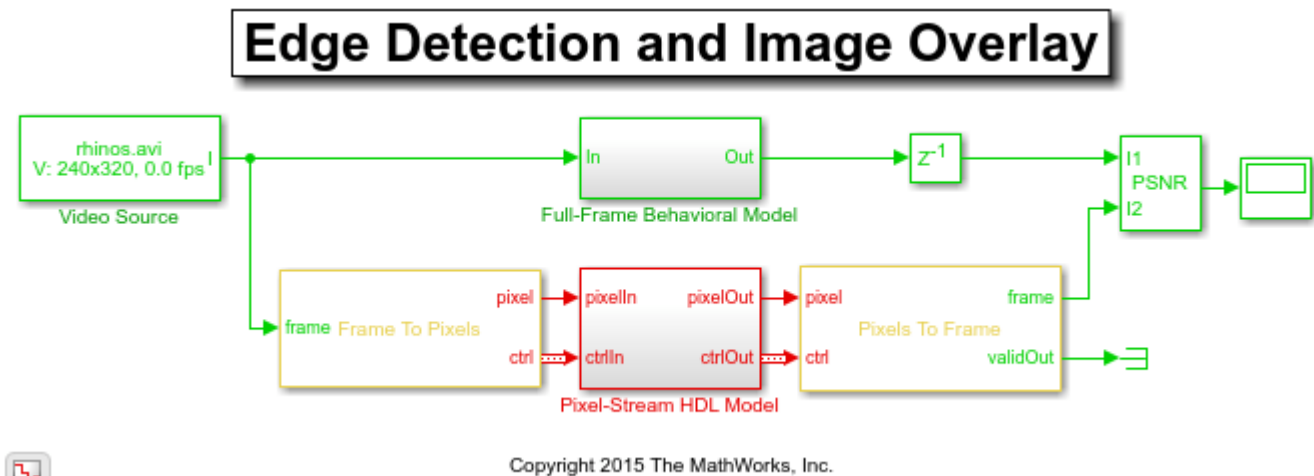 Edge Detection and Image Overlay
rhinos.avi
V: 240x320, 0.0 fps
I
Video Source
In
Out
Full-Frame Behavioral Model
Z-1
I1
PSNR
I2
frame
Frame To Pixels
pixel
ctrl
pixelIn
pixelOut
ctrlIn
ctrlOut
Pixel-Stream HDL Model
pixel
ctrl
Pixels To Frame
frame
validOut
Copyright 2015 The MathWorks, Inc.